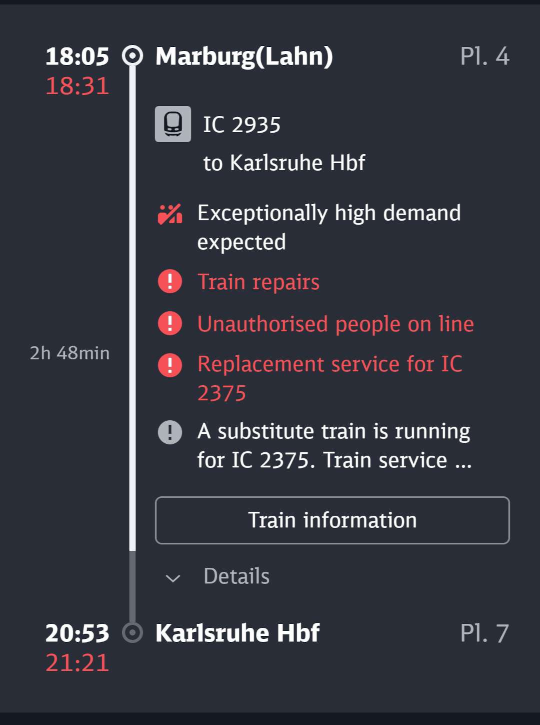 18:05 Marburg(Lahn) Pl. 4
18:31
IC 2935
to Karlsruhe Hbf
Exceptionally high demand
expected
Train repairs
Unauthorised people on line
2h 48min
Replacement service for IC
2375
A substitute train is running
for IC 2375. Train service ...
Train information
Details
20:53 Karlsruhe Hbf Pl. 7
21:21